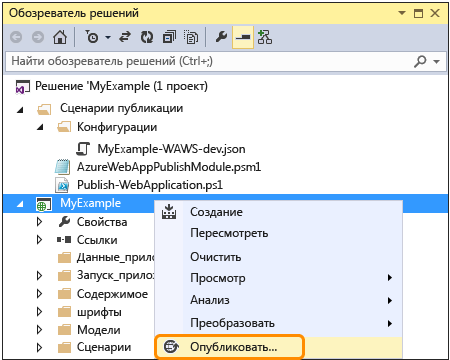 Обозреватель решений
Найти обозреватель решений (Ctrl+;)
Решение 'MyExample' (1 проект)
Сценарии публикации
Конфигурации
MyExample-WAWS-dev.json
AzureWebAppPublishModule.psm1
Publish-WebApplication.ps1
MyExample
Свойства
Ссылки
Данные_прило
Запуск_прилож
Содержимое
шрифты
Модели
Сценарии
Создание
Пересмотреть
Очистить
Просмотр
Анализ
Преобразовать
Опубликовать...